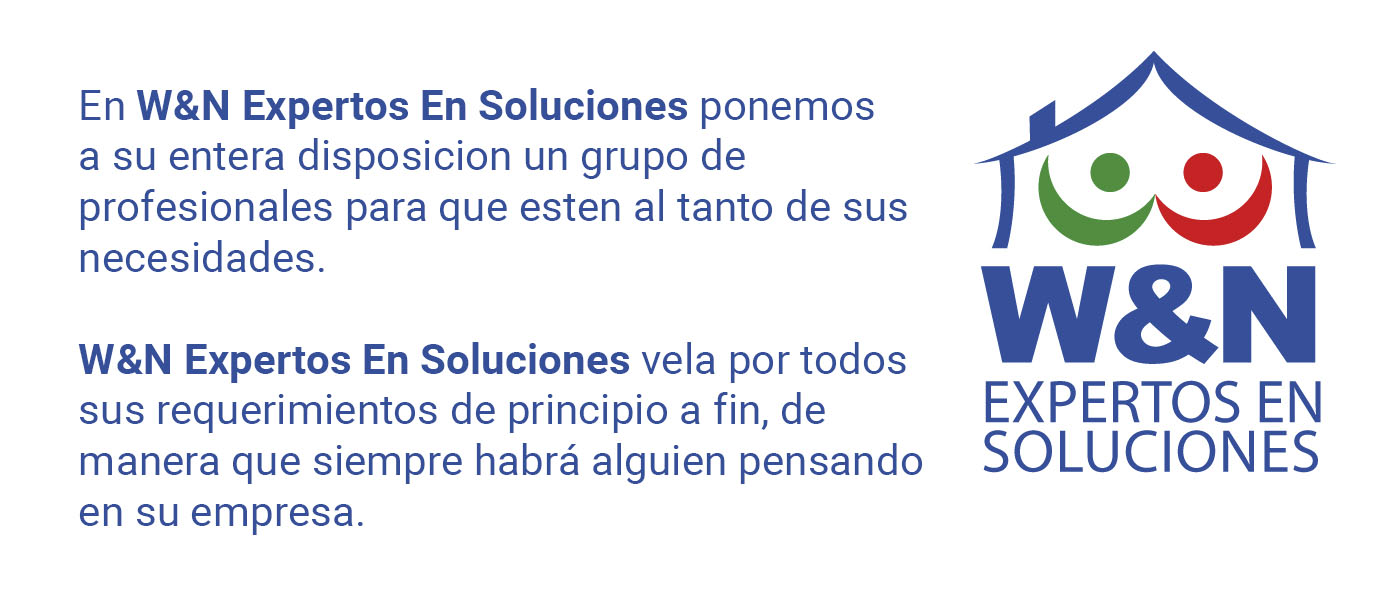 En W&N Expertos En Soluciones ponemos
a su entera disposicion un grupo de
profesionales para que esten al tanto de sus
necesidades.
W&N Expertos En Soluciones vela por todos
sus requerimientos de principio a fin, de
manera que siempre habrá alguien pensando
en su empresa.
W&N
EXPERTOS EN
SOLUCIONES